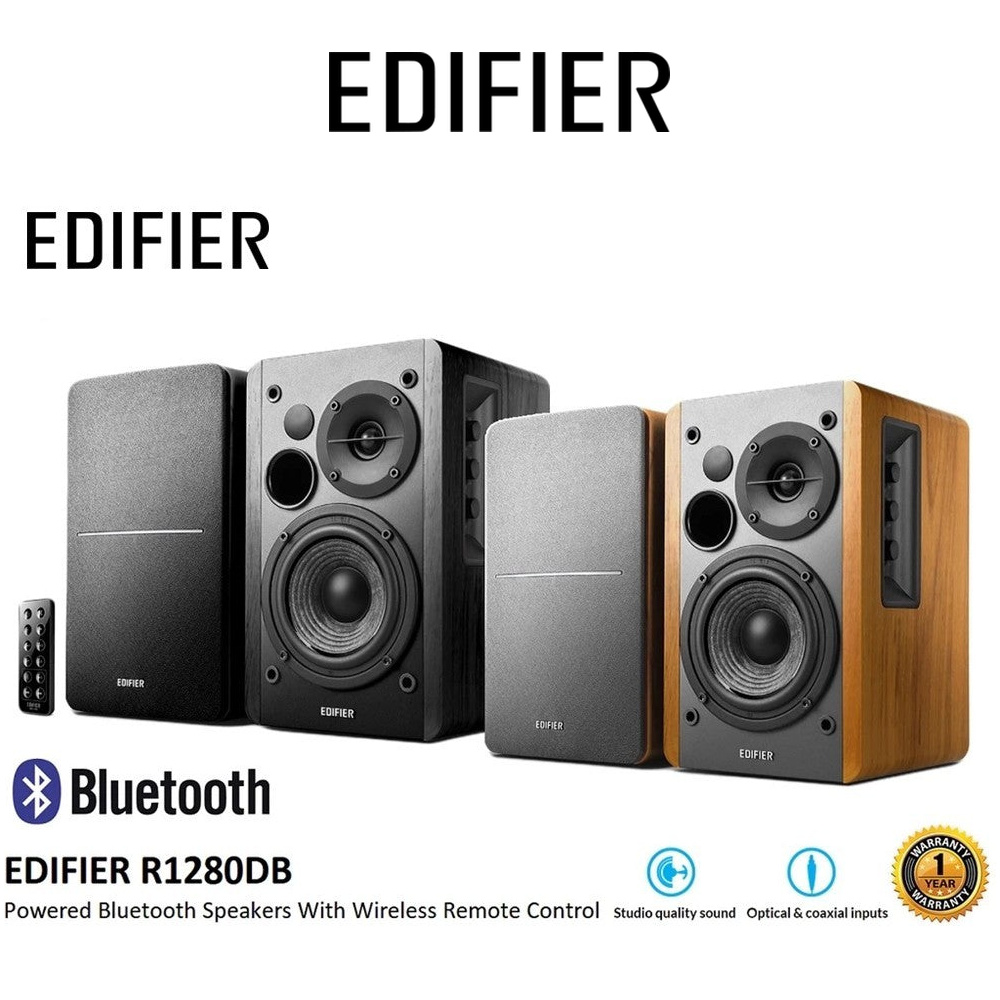 EDIFIER
EDIFIER
EDIFIER
EDIFIER
EDIFIER
EDIFIER
EDIFIER
Bluetooth
EDIFIER R1280DB
Powered Bluetooth Speakers With Wireless Remote Control
Studio quality sound
Optical & coaxial inputs
WARRANTY
1
YEAR
WARRANTY